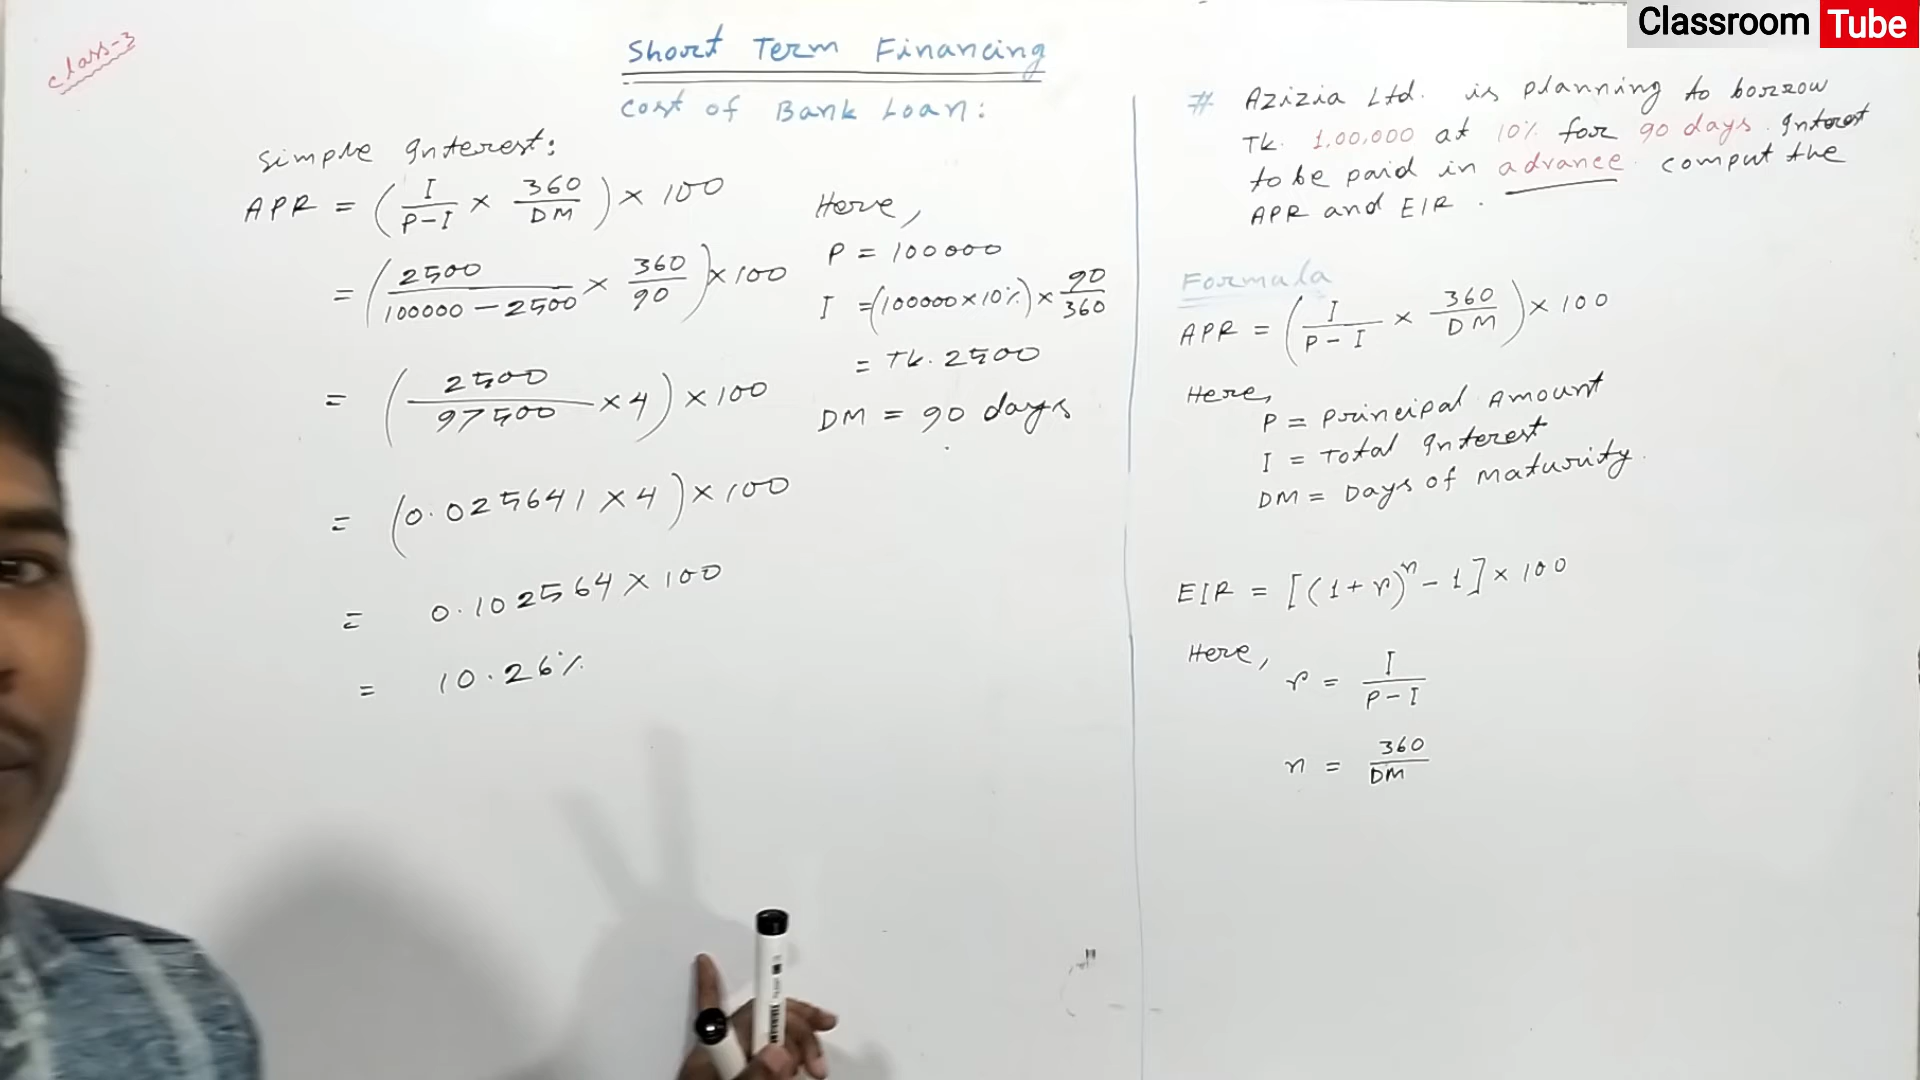 Classroom Tube
class-3
Short Term Financing
Cost of Bank Loan:
Simple Interest:
APR = (I/P-I × 360/DM) × 100
= (2500/100000-2500 × 360/90) × 100
= (2500/97500 × 4) × 100
= (0.025641 × 4) × 100
= 0.102564 × 100
= 10.26%
Here,
P = 100000
I = (100000×10%) × 90/360
= Tk. 2500
DM = 90 days
# Azizia Ltd. is planning to borrow
Tk. 1,00,000 at 10% for 90 days. Interest
to be paid in advance. comput the
APR and EIR.
Formula
APR = (I/P-I × 360/DM) × 100
Here,
P = Principal Amount
I = Total Interest
DM = Days of maturity.
EIR = [(1+r)^n - 1] × 100
Here,
r = I/P-I
n = 360/DM